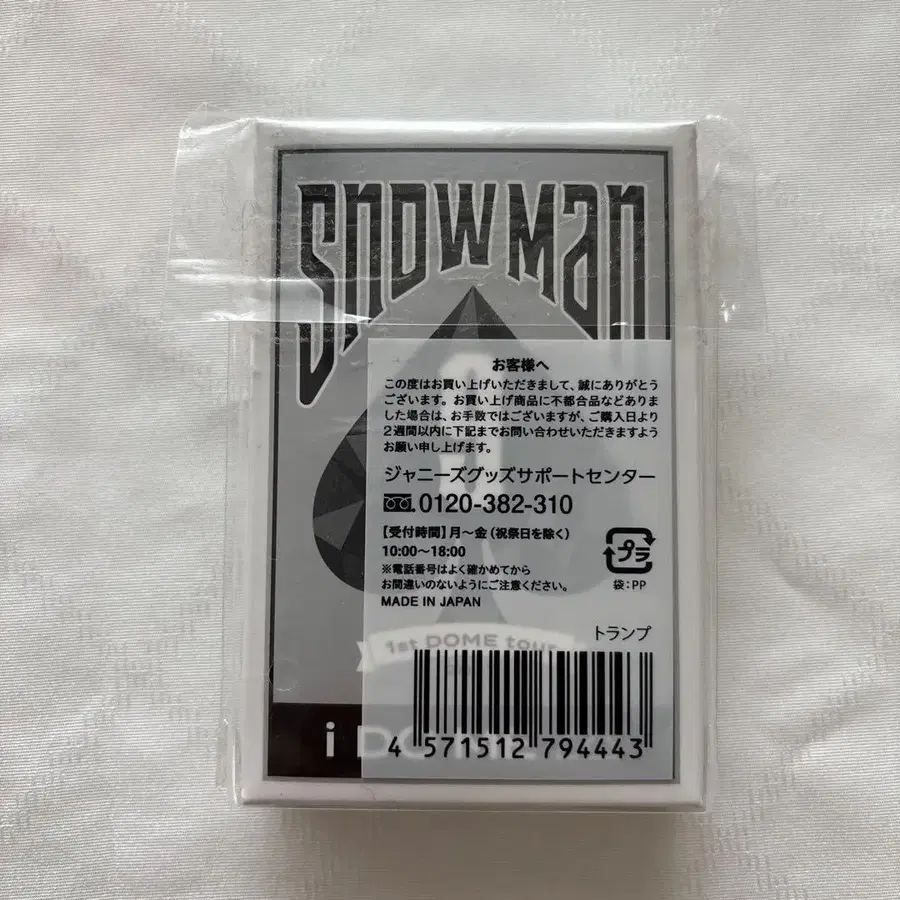 snow man
お客様へ
この度はお買い上げいただきまして、誠にありがとう
ございます。お買い上げ商品に不都合品などありま
した場合は、お手数ではございますが、ご購入日より
2週間以内に下記までお問い合わせいただきますよう
お願い申し上げます。
ジャニーズグッズサポートセンター
0120-382-310
【受付時間】月〜金(祝祭日を除く)
10:00〜18:00
※電話番号はよく確かめてから
お間違いのないようにご注意ください。
MADE IN JAPAN
プラ
袋:PP
トランプ
1st DOME tour
i
4 571512 794443